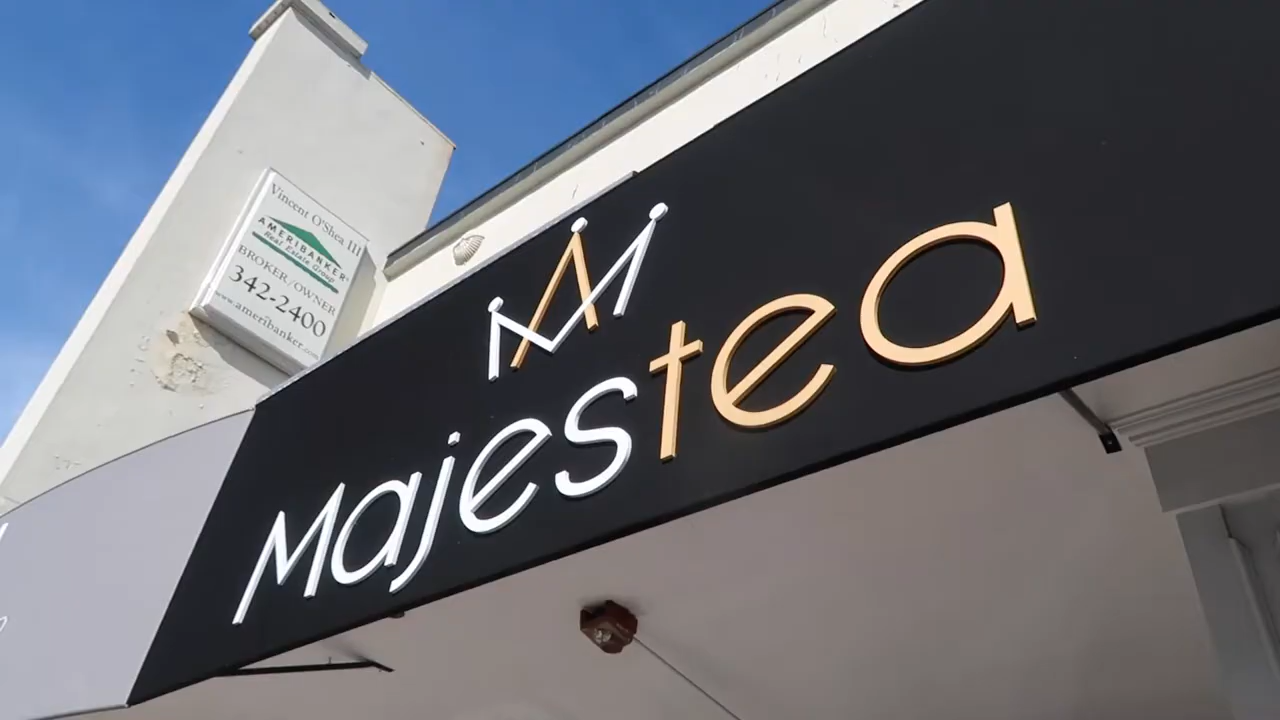 Vincent O'Shea III
AMERIBANKER
Real Estate Group
BROKER/OWNER
342-2400
www.ameribanker.com
Majestea